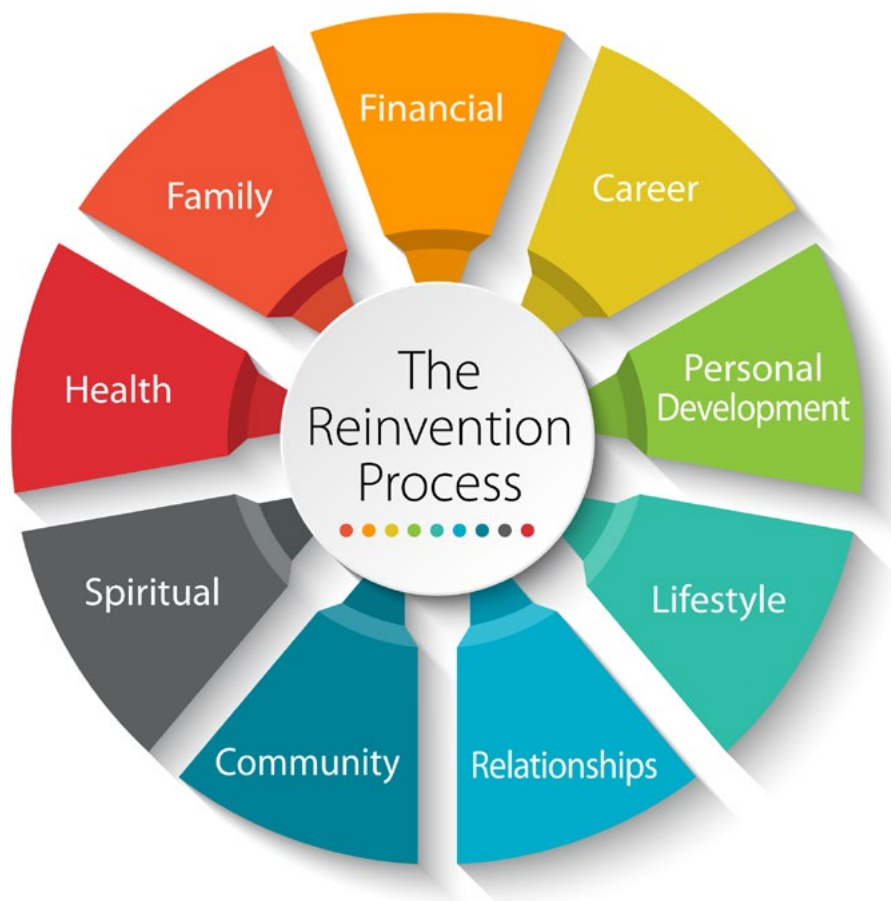 The
Reinvention
Process
Financial
Career
Personal
Development
Lifestyle
Relationships
Community
Spiritual
Health
Family